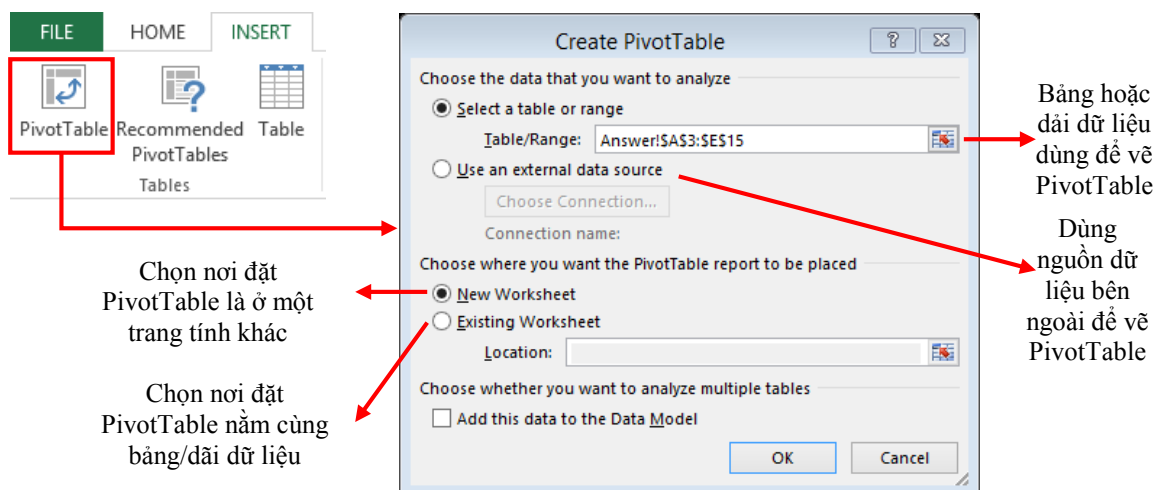 FILE HOME INSERT
PivotTable Recommended PivotTables Table
Tables
Create PivotTable
Choose the data that you want to analyze
Select a table or range
Table/Range: Answer!$A$3:$E$15
Use an external data source
Choose Connection...
Connection name:
Choose where you want the PivotTable report to be placed
New Worksheet
Existing Worksheet
Location:
Choose whether you want to analyze multiple tables
Add this data to the Data Model
OK Cancel
Bảng hoặc
dải dữ liệu
dùng để vẽ
PivotTable
Dùng
nguồn dữ
liệu bên
ngoài để vẽ
PivotTable
Chọn nơi đặt
PivotTable là ở một
trang tính khác
Chọn nơi đặt
PivotTable nằm cùng
bảng/dãi dữ liệu